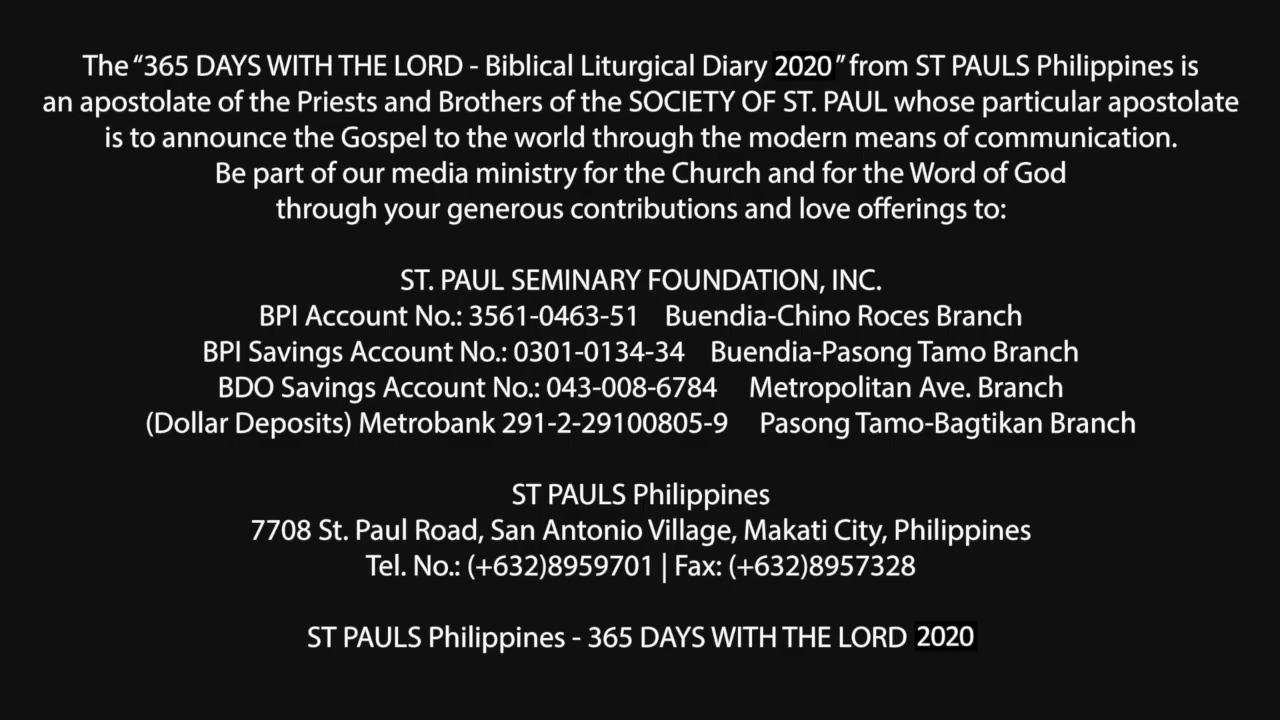 The “365 DAYS WITH THE LORD - Biblical Liturgical Diary 2020” from ST PAULS Philippines is
an apostolate of the Priests and Brothers of the SOCIETY OF ST. PAUL whose particular apostolate
is to announce the Gospel to the world through the modern means of communication.
Be part of our media ministry for the Church and for the Word of God
through your generous contributions and love offerings to:
ST. PAUL SEMINARY FOUNDATION, INC.
BPI Account No.: 3561-0463-51 Buendia-Chino Roces Branch
BPI Savings Account No.: 0301-0134-34 Buendia-Pasong Tamo Branch
BDO Savings Account No.: 043-008-6784 Metropolitan Ave. Branch
(Dollar Deposits) Metrobank 291-2-29100805-9 Pasong Tamo-Bagtikan Branch
ST PAULS Philippines
7708 St. Paul Road, San Antonio Village, Makati City, Philippines
Tel. No.: (+632)8959701 | Fax: (+632)8957328
ST PAULS Philippines - 365 DAYS WITH THE LORD 2020